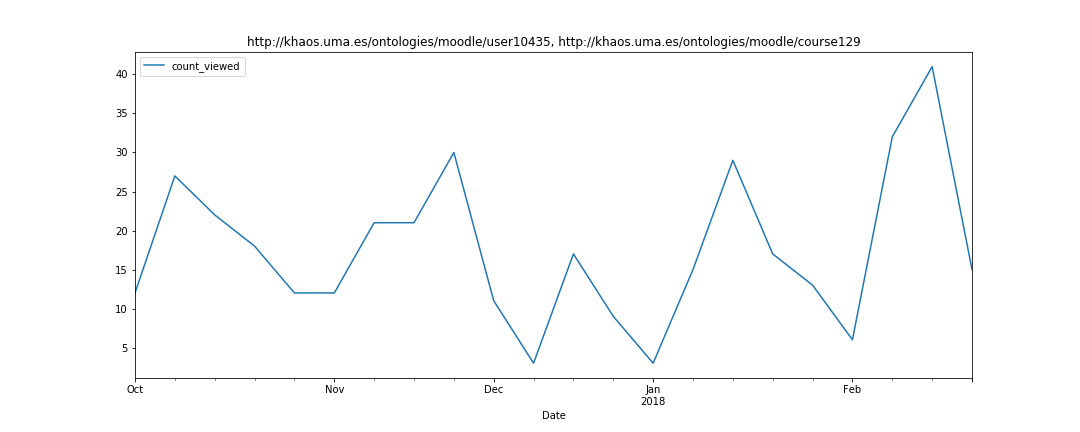 http://khaos.uma.es/ontologies/moodle/user10435, http://khaos.uma.es/ontologies/moodle/course129
count_viewed
40
35
30
25
20
15
10
5
Oct
Nov
Dec
Jan
2018
Feb
Date